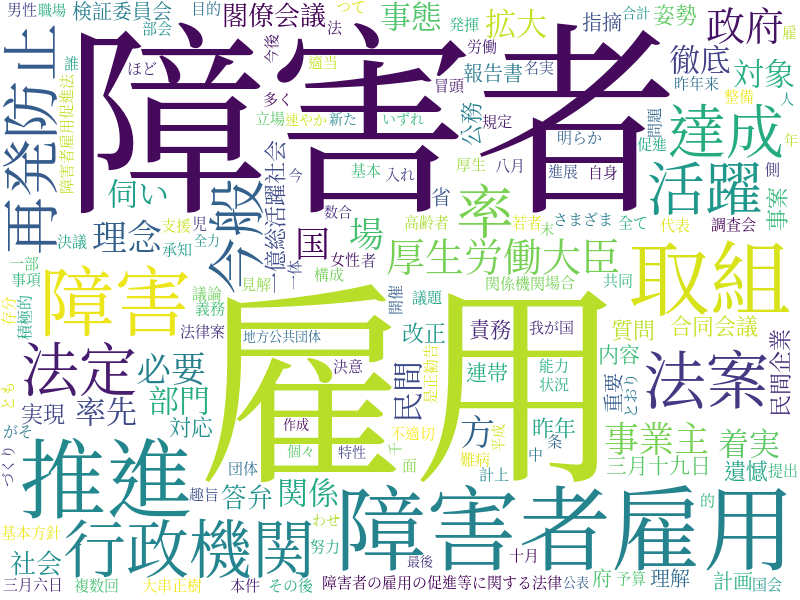 男性
職場
検証委員会
部会
目的
閣僚会議
法
つて
事態
発揮
合計
姿勢
雇
拡大
指摘
政府
誰
ほど
今後
適当
労働
冒頭
名実
報告書
徹底
昨年来
対象
整備
人
障害者
再発防止
障害者雇用促進法
多く
立場
速やか
新た
いずれ
公務
規定
明らか
問題
促進
達成
年
伺い
今般
一億総活躍社会
今
基本
入れ
厚生
八月
進展
自身
側
省
率
活躍
事案
理念
支援
児
国
数合
場
高齢者
若者
末
さまざま
全て
代表
調査会
決議
承知
全力
女性者
厚生労働大臣
一部
事項
障害
見解
一体
構成
関係機関場合
共同
取組
存分
積極的
議論
義務
開催
議題
法律案
地方公共団体
雇用
改正
責務
我が国
質問
合同会議
民間企業
とも
法定
必要
決意
民間
是正勧告
連帯
能力
状況
内容
重要
とおり
法案
実現
率先
部門
対応
がそ
づくり
作成
個々
特性
不適切
平成
千
方
昨年
条
中
事業主
着実
難病
面
三月十九日
遺憾
提出
推進
団体
計上
趣旨
答弁
関係
障害者雇用
的
基本方針
行政機関
わせ
努力
社会
最後
十月
三月六日
複数回
大串正樹
本件
その後
障害者の雇用の促進等に関する法律
公表
府
予算
理解
計画
国会